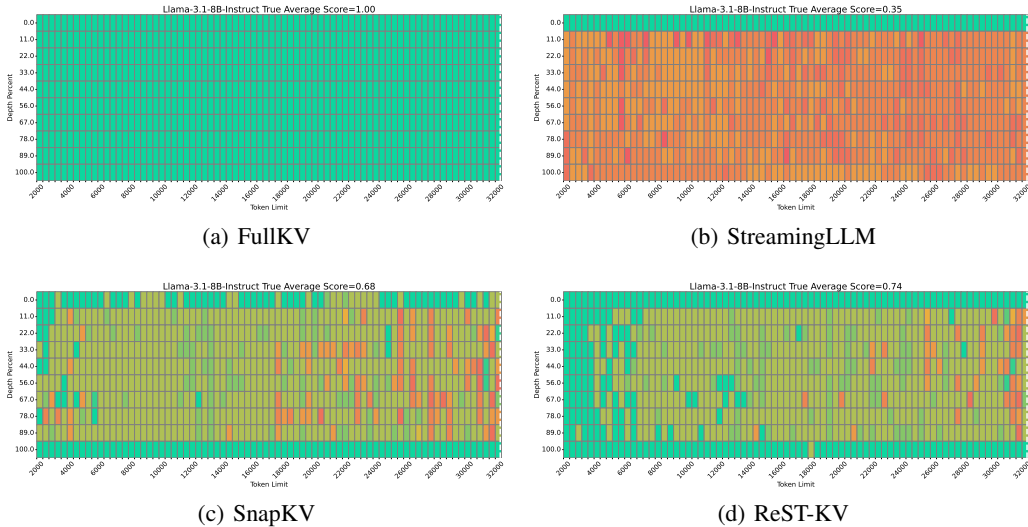 Llama-3.1-8B-Instruct True Average Score=1.00
Depth Percent
0.0
11.0
22.0
33.0
44.0
56.0
67.0
78.0
89.0
100.0
2000 4000 6000 8000 10000 12000 14000 16000 18000 20000 22000 24000 26000 28000 30000 32000
Token Limit
(a) FullKV
Llama-3.1-8B-Instruct True Average Score=0.35
Depth Percent
0.0
11.0
22.0
33.0
44.0
56.0
67.0
78.0
89.0
100.0
2000 4000 6000 8000 10000 12000 14000 16000 18000 20000 22000 24000 26000 28000 30000 32000
Token Limit
(b) StreamingLLM
Llama-3.1-8B-Instruct True Average Score=0.68
Depth Percent
0.0
11.0
22.0
33.0
44.0
56.0
67.0
78.0
89.0
100.0
2000 4000 6000 8000 10000 12000 14000 16000 18000 20000 22000 24000 26000 28000 30000 32000
Token Limit
(c) SnapKV
Llama-3.1-8B-Instruct True Average Score=0.74
Depth Percent
0.0
11.0
22.0
33.0
44.0
56.0
67.0
78.0
89.0
100.0
2000 4000 6000 8000 10000 12000 14000 16000 18000 20000 22000 24000 26000 28000 30000 32000
Token Limit
(d) ReST-KV